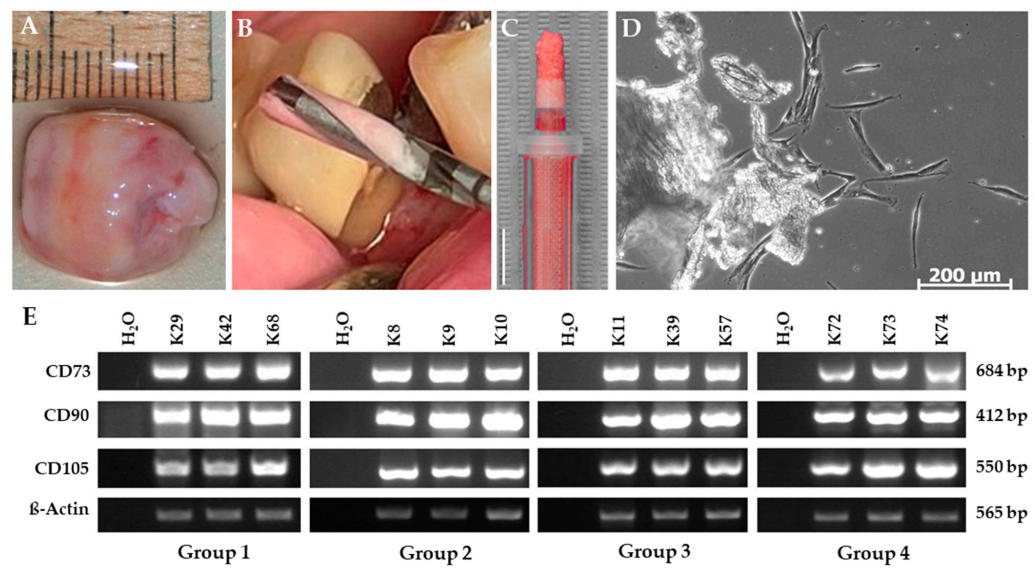 A
B
C
D
200 µm
E
H₂O K29 K42 K68 H₂O K8 K9 K10 H₂O K11 K39 K57 H₂O K72 K73 K74
CD73 684 bp
CD90 412 bp
CD105 550 bp
ß-Actin 565 bp
Group 1 Group 2 Group 3 Group 4